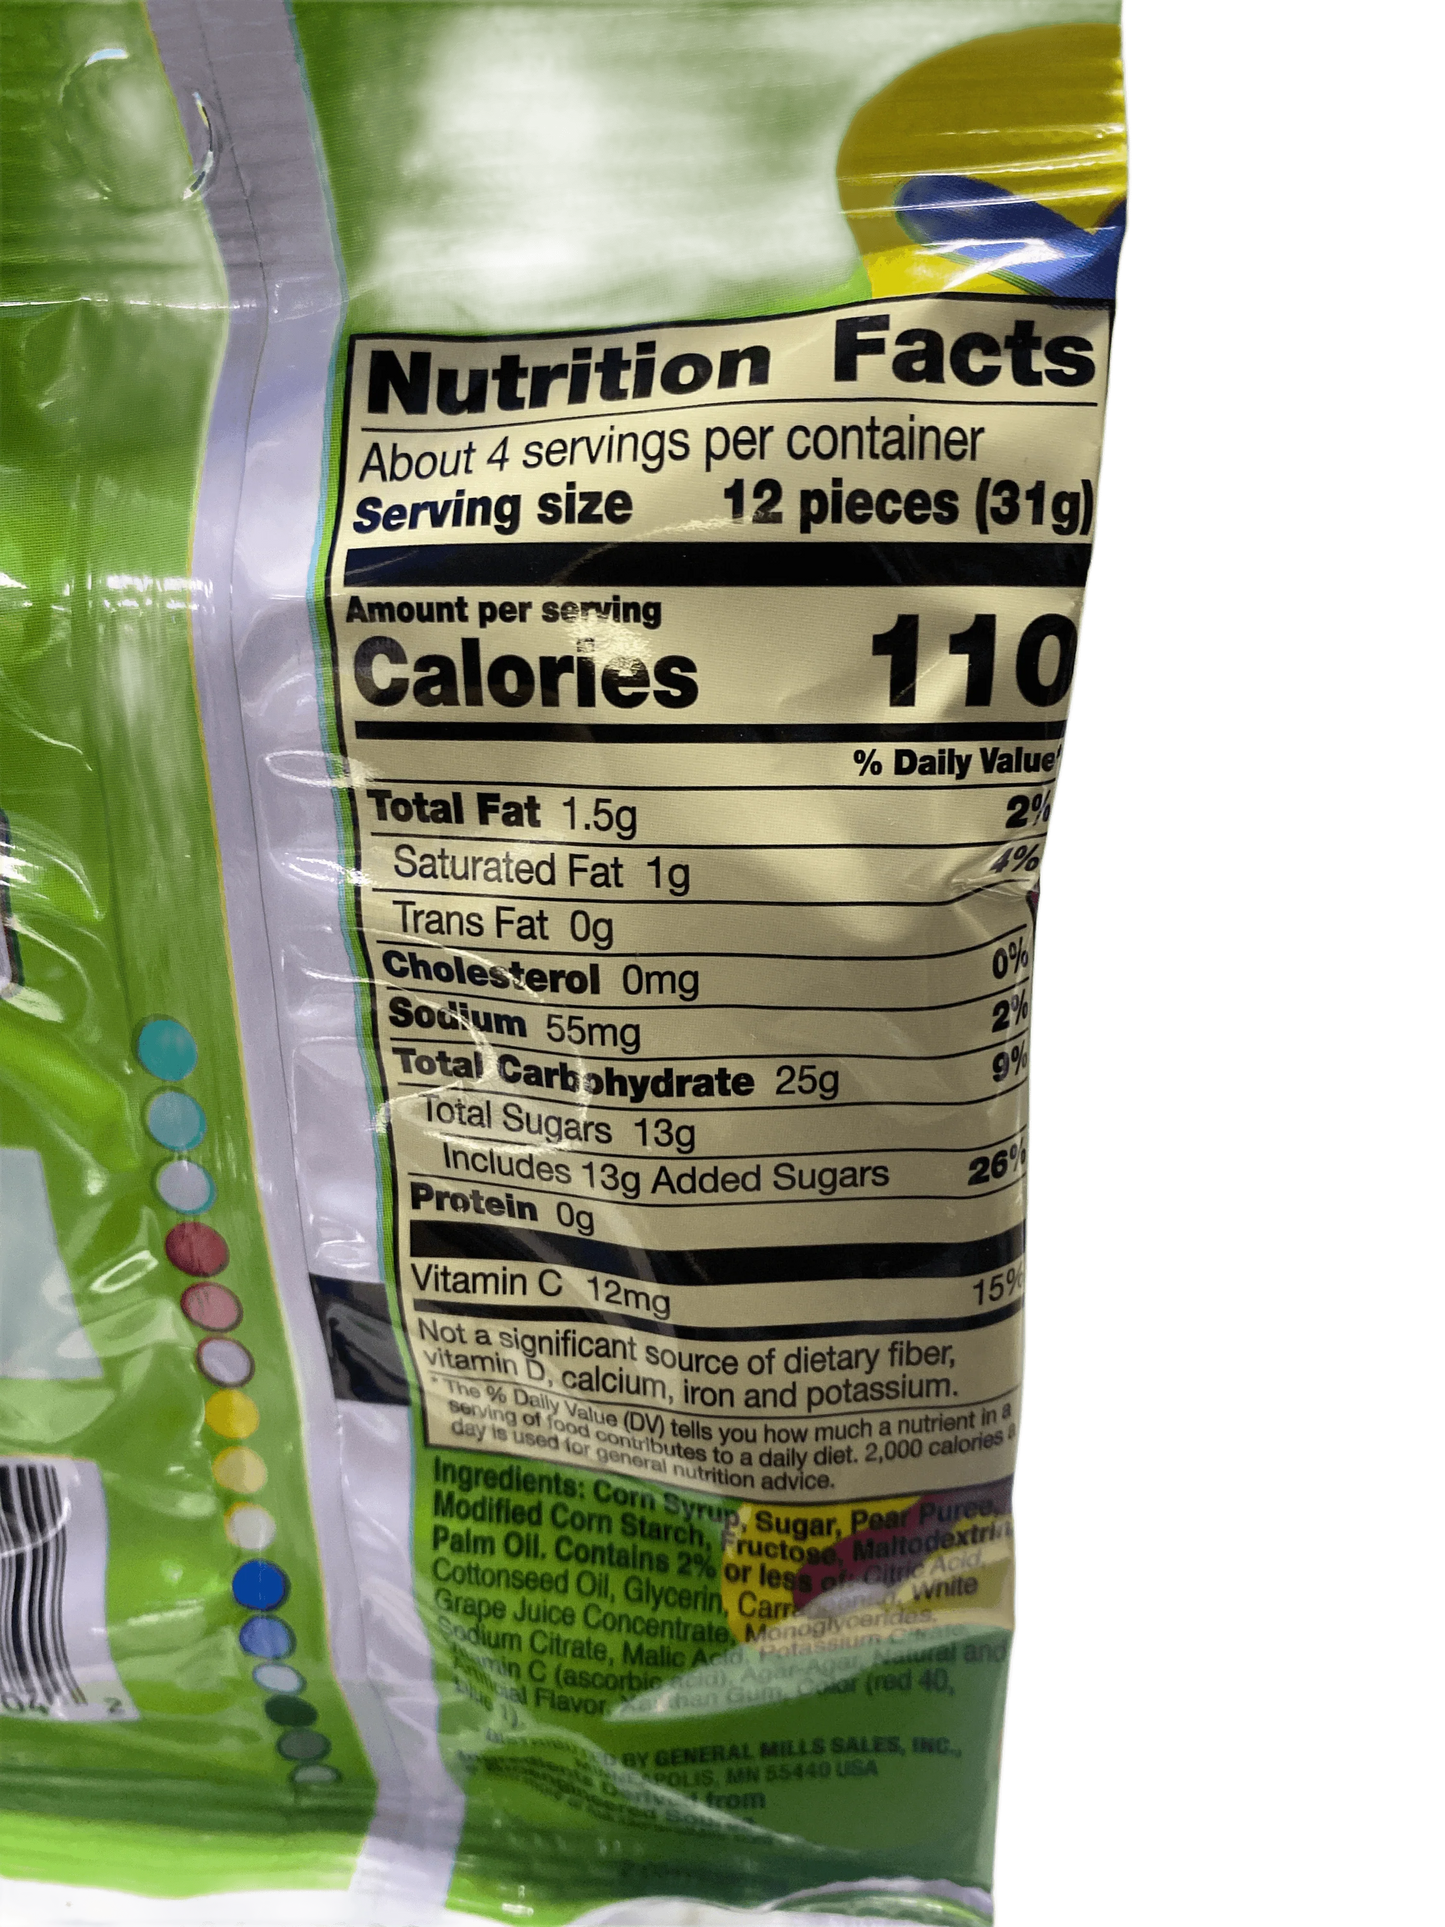 Nutrition Facts
About 4 servings per container
Serving size 12 pieces (31g)
Amount per serving
Calories 110
% Daily Value*
Total Fat 1.5g 2%
Saturated Fat 1g 4%
Trans Fat 0g
Cholesterol 0mg 0%
Sodium 55mg 2%
Total Carbohydrate 25g 9%
Total Sugars 13g
Includes 13g Added Sugars 26%
Protein 0g
Vitamin C 12mg 15%
Not a significant source of dietary fiber,
vitamin D, calcium, iron and potassium.
* The % Daily Value (DV) tells you how much a nutrient in a
serving of food contributes to a daily diet. 2,000 calories a
day is used for general nutrition advice.
Ingredients: Corn Syrup, Sugar, Pear Puree,
Modified Corn Starch, Fructose, Maltodextrin,
Palm Oil. Contains 2% or less of: Citric Acid,
Cottonseed Oil, Glycerin, White
Grape Juice Concentrate, Monoglycerides,
Sodium Citrate, Malic Acid, Potassium Citrate,
C (ascorbic acid), Agar-Agar, Natural and
Flavor, Xanthan Gum, Color (red 40,
1).
BY GENERAL MILLS SALES, INC.,
MN 55440 USA
from
04 2